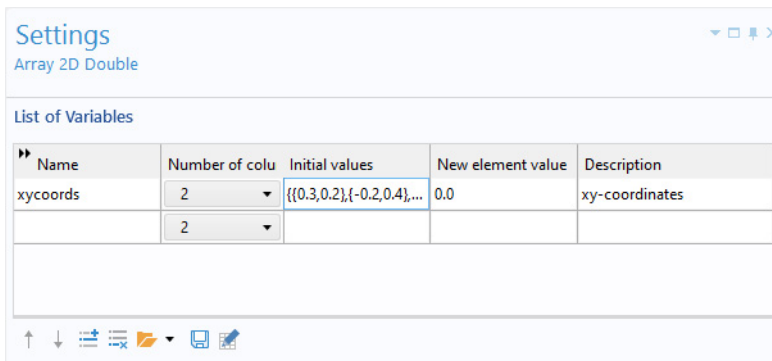 Settings
Array 2D Double
List of Variables
Name Number of colu Initial values New element value Description
xycoords 2 {{0.3,0.2},{-0.2,0.4},... 0.0 xy-coordinates
2